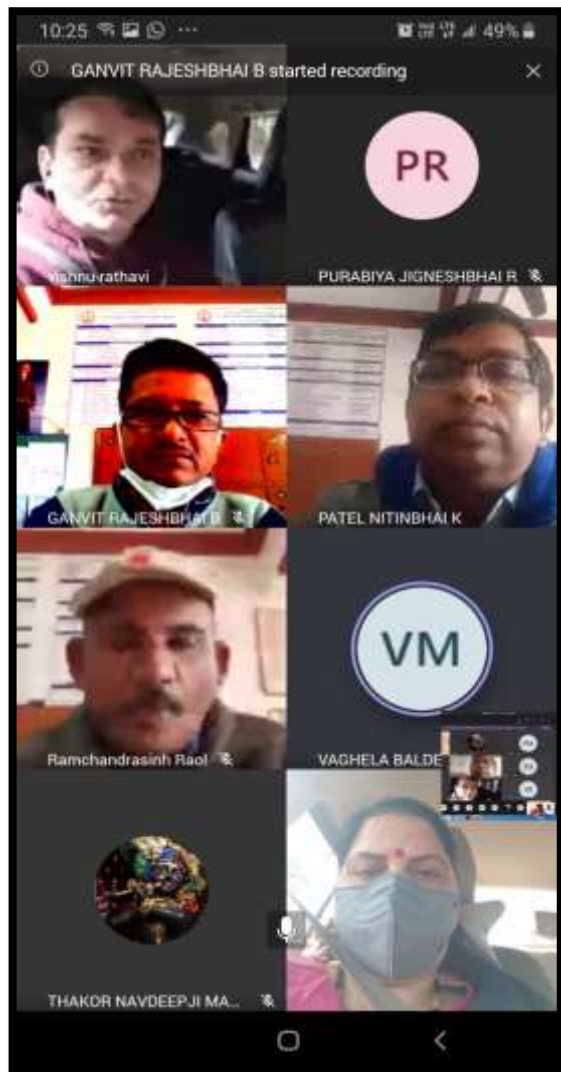 10:25 49%
GANVIT RAJESHBHAI B started recording
PR
vishnu rathavi
PURABIYA JIGNESHBHAI R
GANVIT RAJESHBHAI B
PATEL NITINBHAI K
VM
Ramchandrasinh Raol
VAGHELA BALDE
THAKOR NAVDEEPJI MA...